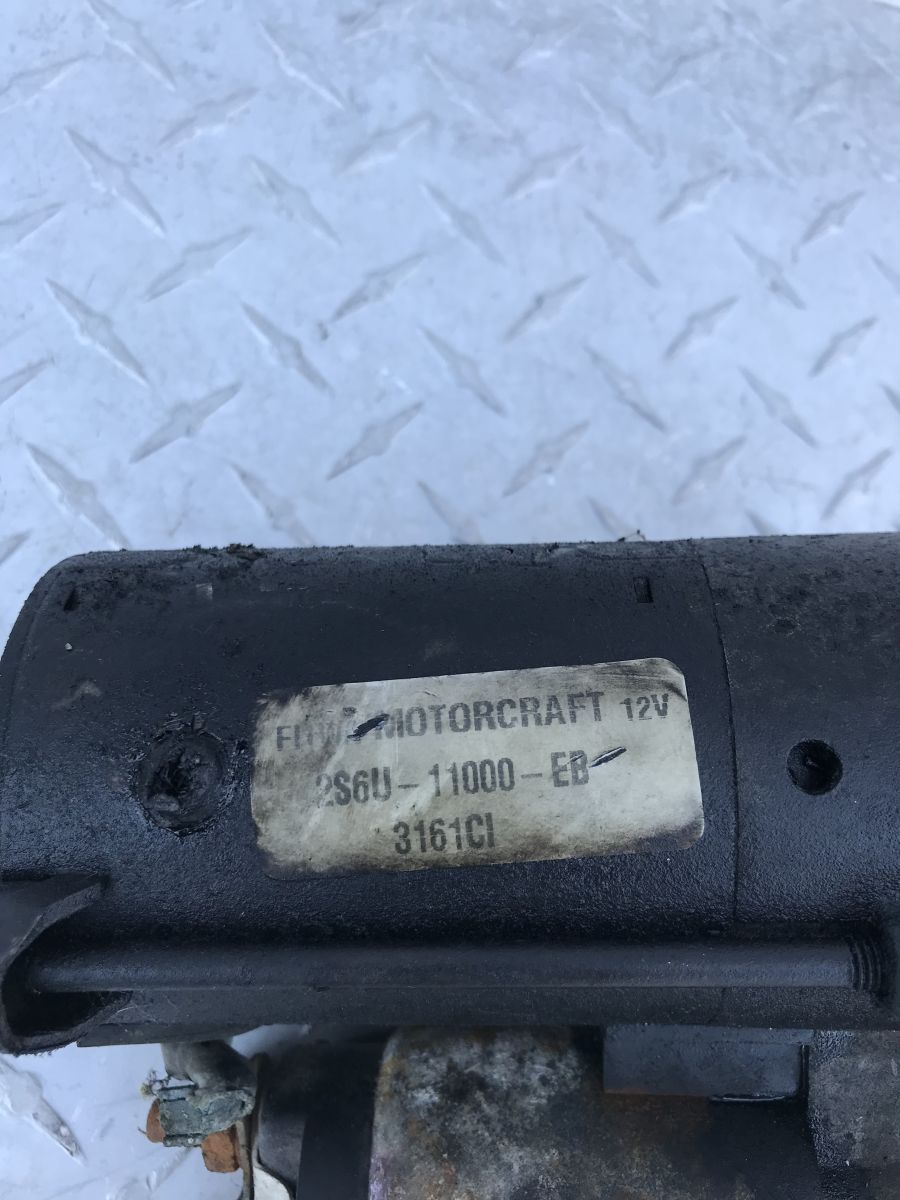 MOTORCRAFT 12V
2S6U-11000-EB
3161CI